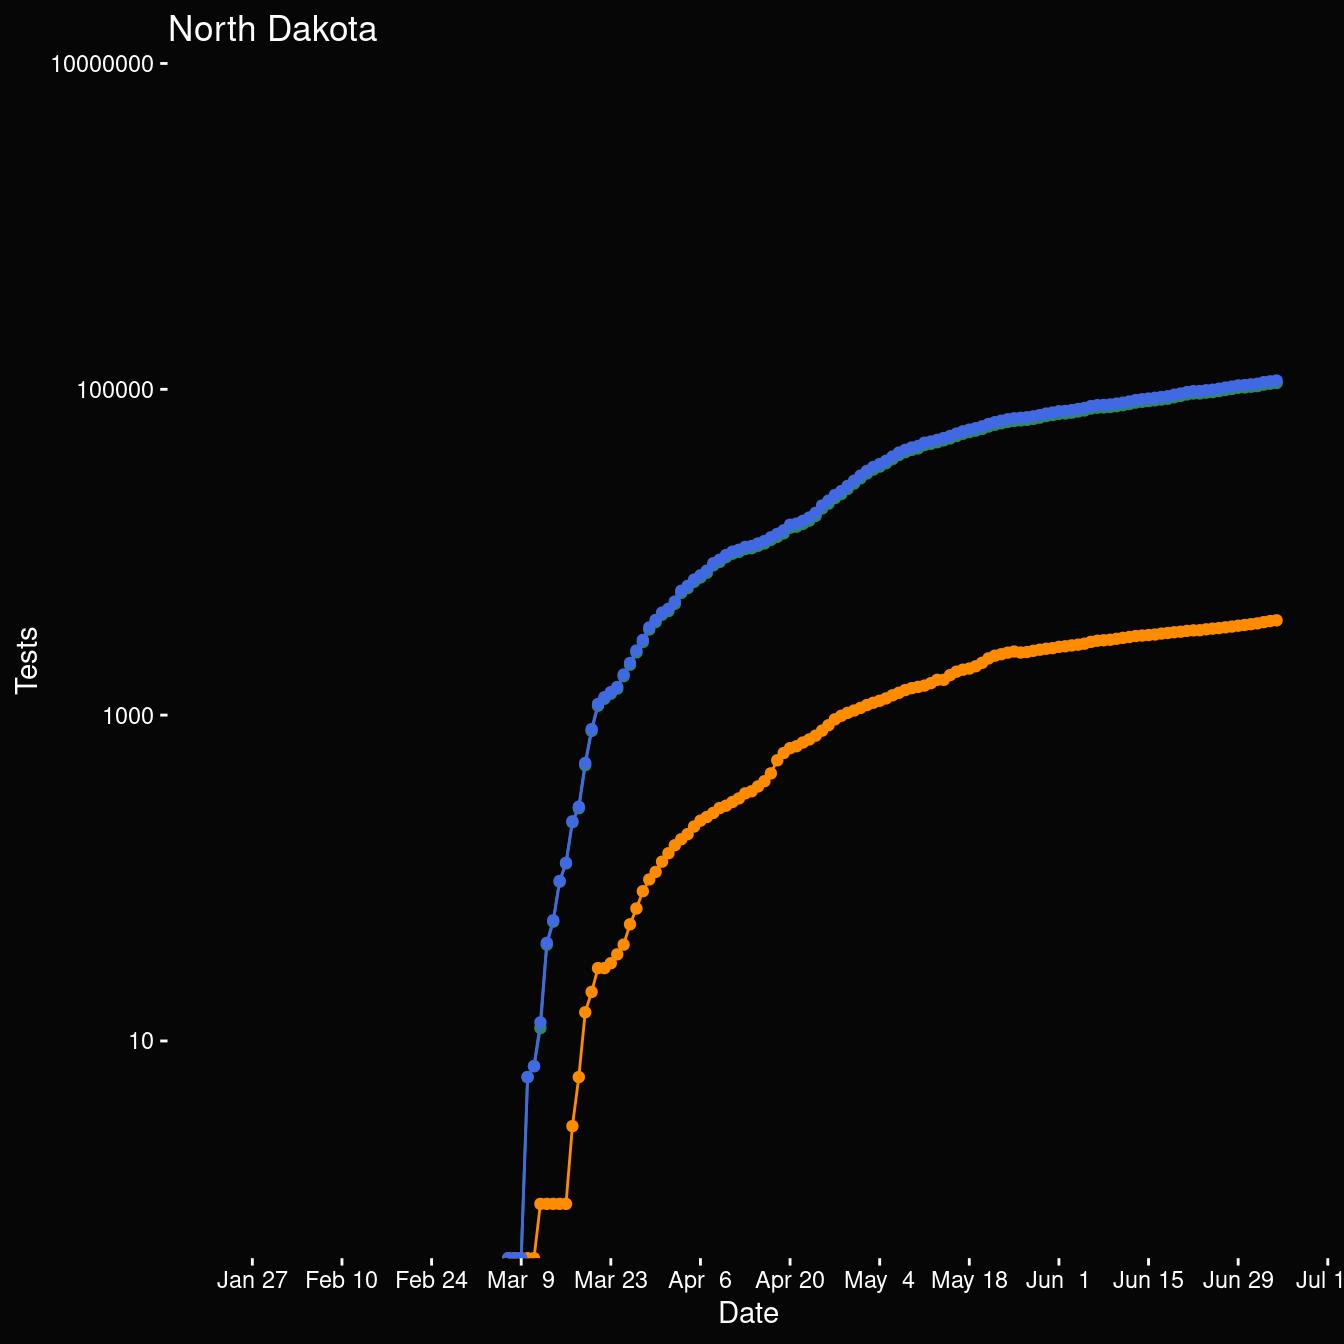 North Dakota
10000000
100000
1000
10
Tests
Jan 27 Feb 10 Feb 24 Mar 9 Mar 23 Apr 6 Apr 20 May 4 May 18 Jun 1 Jun 15 Jun 29 Jul 1
Date